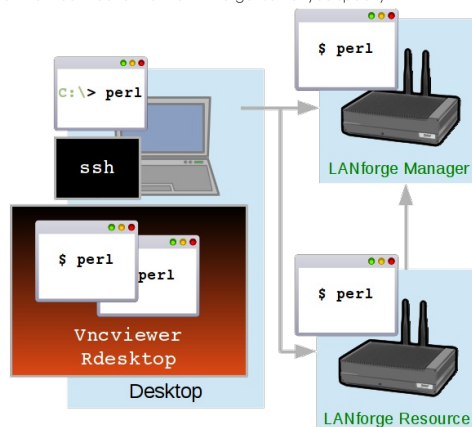 C:\> perl
ssh
$ perl
perl
Vncviewer
Rdesktop
Desktop
$ perl
LANforge Manager
$ perl
LANforge Resource